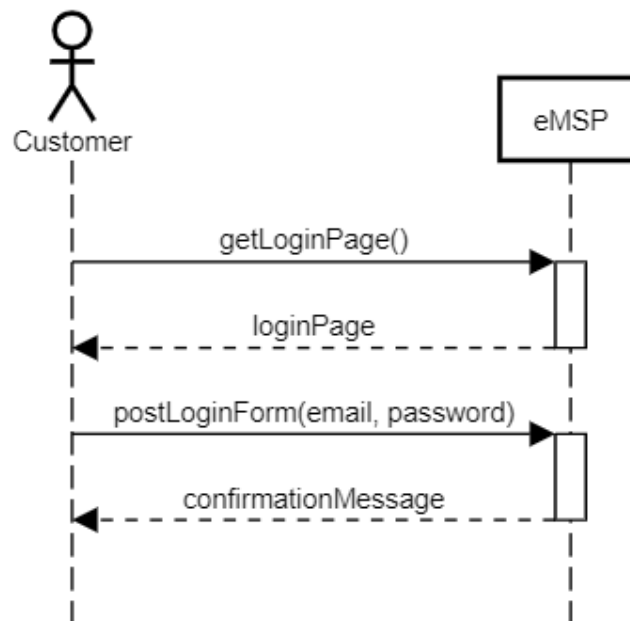 Customer
eMSP
getLoginPage()
loginPage
postLoginForm(email, password)
confirmationMessage